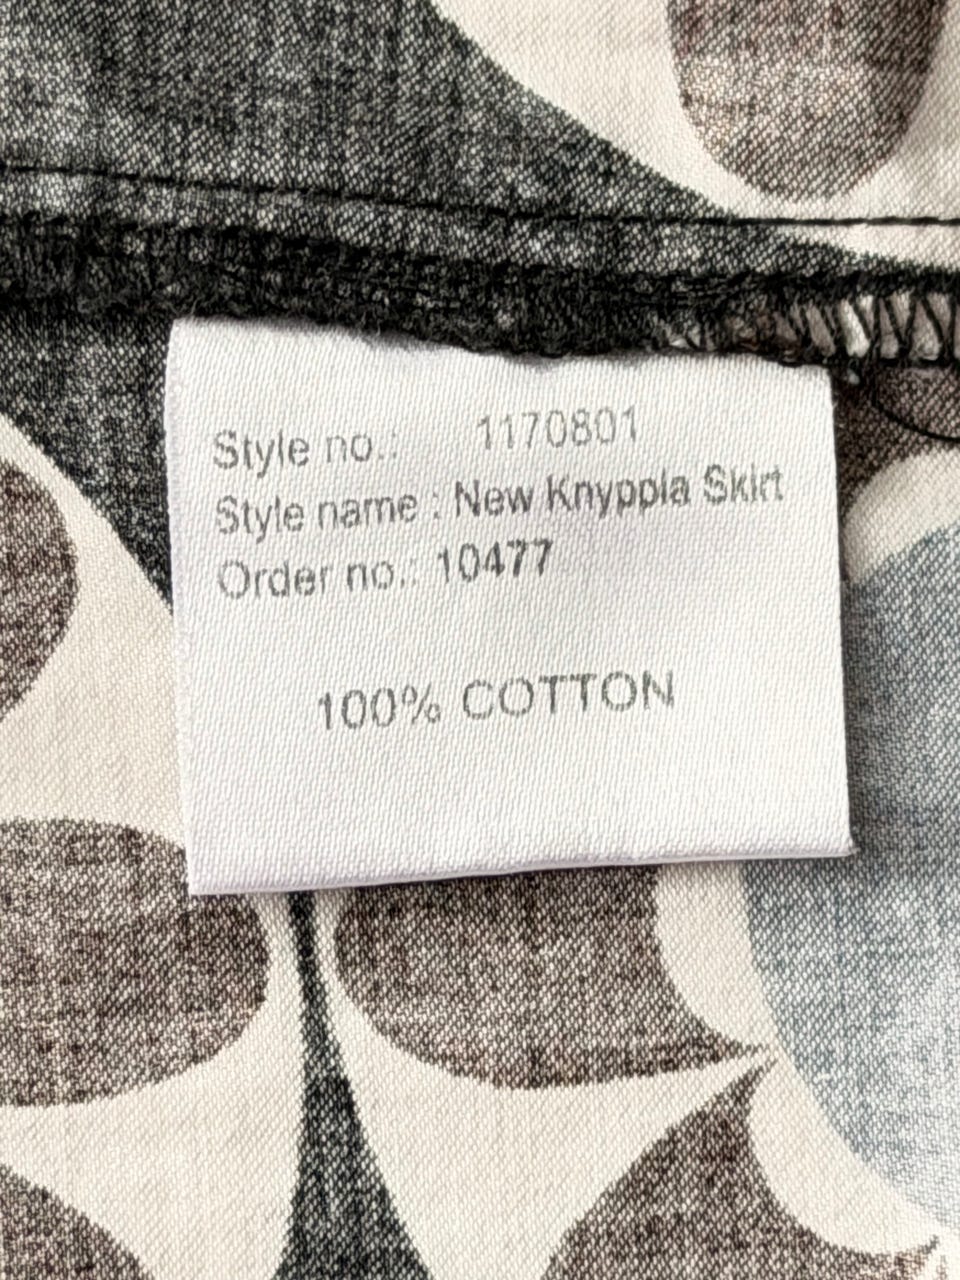 Style no.: 1170801
Style name : New Knyppla Skirt
Order no.: 10477
100% COTTON